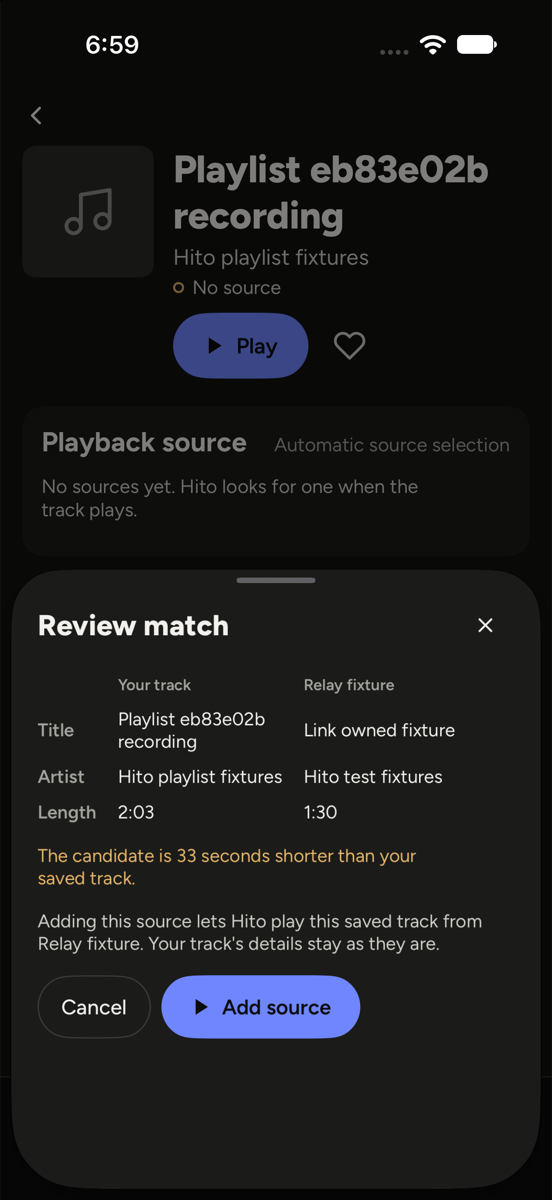 6:59
Playlist eb83e02b
recording
Hito playlist fixtures
No source
Play
Playback source
Automatic source selection
No sources yet. Hito looks for one when the
track plays.
Review match
Your track
Relay fixture
Title
Playlist eb83e02b
recording
Link owned fixture
Artist
Hito playlist fixtures
Hito test fixtures
Length
2:03
1:30
The candidate is 33 seconds shorter than your
saved track.
Adding this source lets Hito play this saved track from
Relay fixture. Your track's details stay as they are.
Cancel
Add source